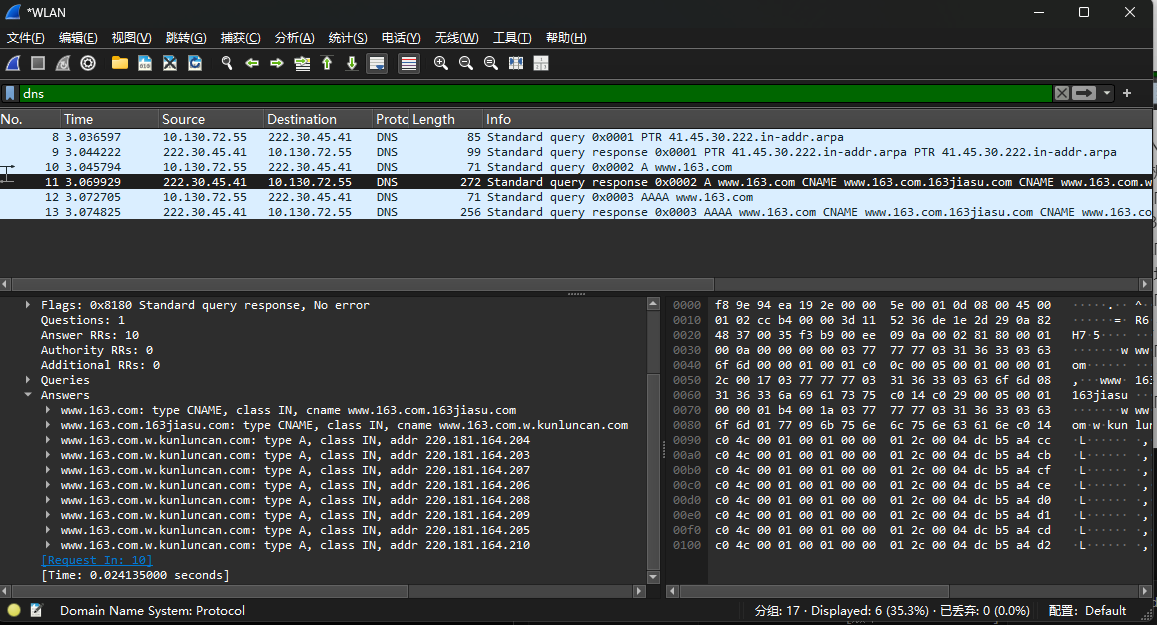 *WLAN
文件(F) 编辑(E) 视图(V) 跳转(G) 捕获(C) 分析(A) 统计(S) 电话(Y) 无线(W) 工具(T) 帮助(H)
dns
No. Time Source Destination Protc Length Info
8 3.036597 10.130.72.55 222.30.45.41 DNS 85 Standard query 0x0001 PTR 41.45.30.222.in-addr.arpa
9 3.044222 222.30.45.41 10.130.72.55 DNS 99 Standard query response 0x0001 PTR 41.45.30.222.in-addr.arpa PTR 41.45.30.222.in-addr.arpa
10 3.045794 10.130.72.55 222.30.45.41 DNS 71 Standard query 0x0002 A www.163.com
11 3.069929 222.30.45.41 10.130.72.55 DNS 272 Standard query response 0x0002 A www.163.com CNAME www.163.com.163jiasu.com CNAME www.163.com.w
12 3.072705 10.130.72.55 222.30.45.41 DNS 71 Standard query 0x0003 AAAA www.163.com
13 3.074825 222.30.45.41 10.130.72.55 DNS 256 Standard query response 0x0003 AAAA www.163.com CNAME www.163.com.163jiasu.com CNAME www.163.co
Flags: 0x8180 Standard query response, No error
Questions: 1
Answer RRs: 10
Authority RRs: 0
Additional RRs: 0
Queries
Answers
www.163.com: type CNAME, class IN, cname www.163.com.163jiasu.com
www.163.com.163jiasu.com: type CNAME, class IN, cname www.163.com.w.kunluncan.com
www.163.com.w.kunluncan.com: type A, class IN, addr 220.181.164.204
www.163.com.w.kunluncan.com: type A, class IN, addr 220.181.164.203
www.163.com.w.kunluncan.com: type A, class IN, addr 220.181.164.207
www.163.com.w.kunluncan.com: type A, class IN, addr 220.181.164.206
www.163.com.w.kunluncan.com: type A, class IN, addr 220.181.164.208
www.163.com.w.kunluncan.com: type A, class IN, addr 220.181.164.209
www.163.com.w.kunluncan.com: type A, class IN, addr 220.181.164.205
www.163.com.w.kunluncan.com: type A, class IN, addr 220.181.164.210
[Request In: 10]
[Time: 0.024135000 seconds]
0000 f8 9e 94 ea 19 2e 00 00 5e 00 01 0d 08 00 45 00 ·····.· ^
0010 01 02 cc b4 00 00 3d 11 52 36 de 1e 2d 29 0a 82 ······=· R6
0020 48 37 00 35 f3 b9 00 ee 09 0a 00 02 81 80 00 01 H7·5····
0030 00 0a 00 00 00 00 03 77 77 77 03 31 36 33 03 63 ·······w ww
0040 6f 6d 00 00 01 00 01 c0 0c 00 05 00 01 00 00 01 om······
0050 2c 00 17 03 77 77 77 03 31 36 33 03 63 6f 6d 08 ,···www· 163
0060 31 36 33 6a 69 61 73 75 c0 14 c0 29 00 05 00 01 163jiasu
0070 00 00 01 b4 00 1a 03 77 77 77 03 31 36 33 03 63 ·······w ww
0080 6f 6d 01 77 09 6b 75 6e 6c 75 6e 63 61 6e c0 14 om·w·kun lun
0090 c0 4c 00 01 00 01 00 00 01 2c 00 04 dc b5 a4 cc ·L······ ·,
00a0 c0 4c 00 01 00 01 00 00 01 2c 00 04 dc b5 a4 cb ·L······ ·,
00b0 c0 4c 00 01 00 01 00 00 01 2c 00 04 dc b5 a4 cf ·L······ ·,
00c0 c0 4c 00 01 00 01 00 00 01 2c 00 04 dc b5 a4 ce ·L······ ·,
00d0 c0 4c 00 01 00 01 00 00 01 2c 00 04 dc b5 a4 d0 ·L······ ·,
00e0 c0 4c 00 01 00 01 00 00 01 2c 00 04 dc b5 a4 d1 ·L······ ·,
00f0 c0 4c 00 01 00 01 00 00 01 2c 00 04 dc b5 a4 cd ·L······ ·,
0100 c0 4c 00 01 00 01 00 00 01 2c 00 04 dc b5 a4 d2 ·L······ ·,
Domain Name System: Protocol 分组: 17 · Displayed: 6 (35.3%) · 已丢弃: 0 (0.0%) 配置: Default